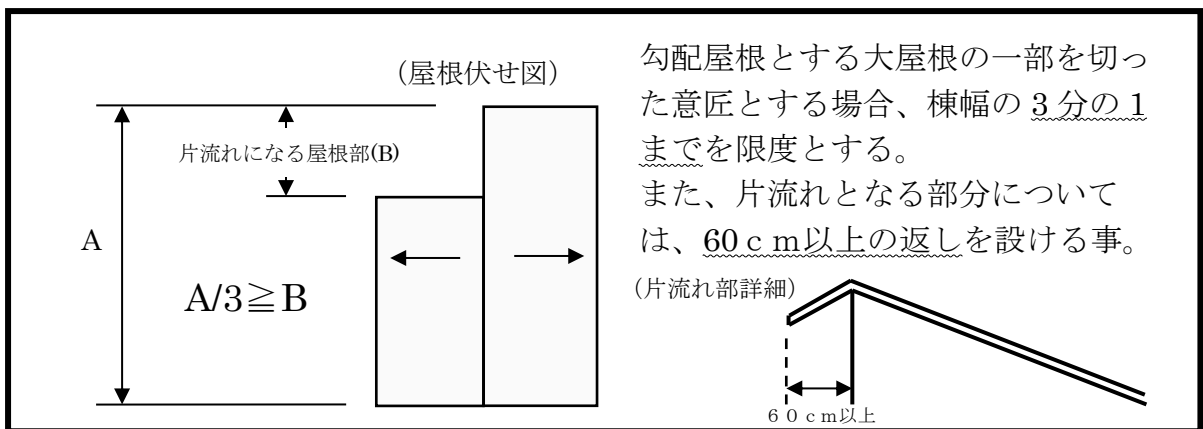 (屋根伏せ図)
片流れになる屋根部(B)
A
A/3≧B
勾配屋根とする大屋根の一部を切っ
た意匠とする場合、棟幅の 3 分の 1
までを限度とする。
また、片流れとなる部分について
は、60ｃｍ以上の返しを設ける事。
(片流れ部詳細)
６０ｃｍ以上